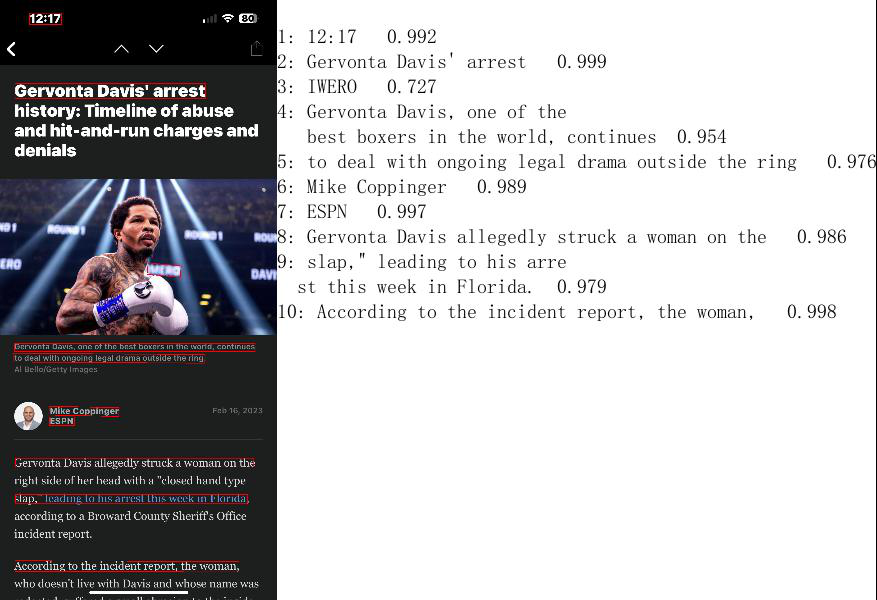 12:17
80
Gervonta Davis' arrest
history: Timeline of abuse
and hit-and-run charges and
denials
ROUND 1
ROUND 1
ERO
DAVI
Gervonta Davis, one of the best boxers in the world, continues
to deal with ongoing legal drama outside the ring.
Al Bello/Getty Images
Mike Coppinger
ESPN
Feb 16, 2023
Gervonta Davis allegedly struck a woman on the
right side of her head with a "closed hand type
slap," leading to his arrest this week in Florida,
according to a Broward County Sheriff's Office
incident report.
According to the incident report, the woman,
who doesn't live with Davis and whose name was
1: 12:17 0.992
2: Gervonta Davis' arrest 0.999
3: IWERO 0.727
4: Gervonta Davis, one of the
best boxers in the world, continues 0.954
5: to deal with ongoing legal drama outside the ring 0.976
6: Mike Coppinger 0.989
7: ESPN 0.997
8: Gervonta Davis allegedly struck a woman on the 0.986
9: slap," leading to his arre
st this week in Florida. 0.979
10: According to the incident report, the woman, 0.998